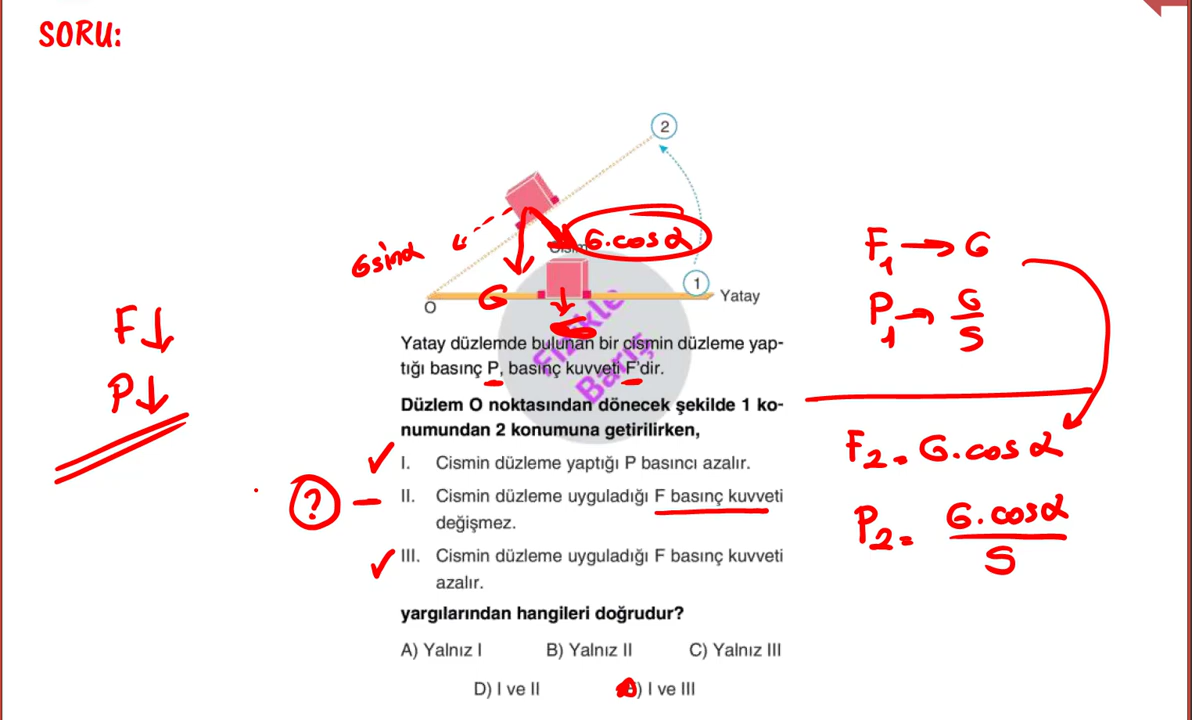 SORU:
2
G.cosα
Gsinα
G
1
Yatay
O
G
F↓
P↓
Fizikle
Barış
Yatay düzlemde bulunan bir cismin düzleme yap-
tığı basınç P, basınç kuvveti F'dir.
Düzlem O noktasından dönecek şekilde 1 ko-
numundan 2 konumuna getirilirken,
I. Cismin düzleme yaptığı P basıncı azalır.
? – II. Cismin düzleme uyguladığı F basınç kuvveti
değişmez.
III. Cismin düzleme uyguladığı F basınç kuvveti
azalır.
yargılarından hangileri doğrudur?
A) Yalnız I B) Yalnız II C) Yalnız III
D) I ve II ) I ve III
F₁ → G
P₁ → G/S
F₂ = G.cosα
P₂ = G.cosα/S